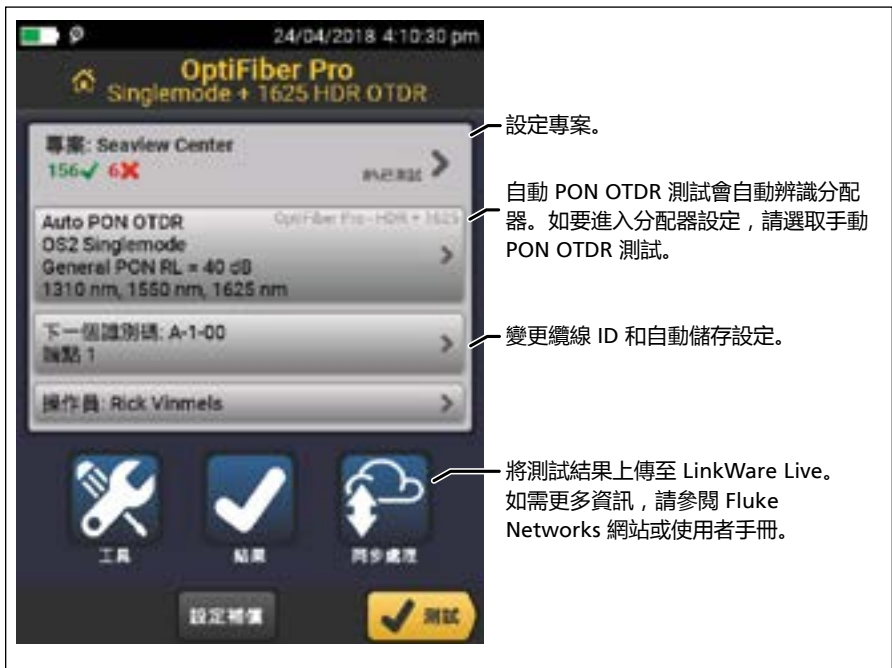 24/04/2018 4:10:30 pm
OptiFiber Pro
Singlemode + 1625 HDR OTDR
專案: Seaview Center
156✓ 6✖
Auto PON OTDR
OptiFiber Pro - HDR + 1625
OS2 Singlemode
General PON RL = 40 dB
1310 nm, 1550 nm, 1625 nm
下一個識別碼: A-1-00
端點 1
操作員: Rick Vinmels
工具
結果
同步處理
設定補償
測試
設定專案。
自動 PON OTDR 測試會自動辨識分配
器。如要進入分配器設定，請選取手動
PON OTDR 測試。
變更纜線 ID 和自動儲存設定。
將測試結果上傳至 LinkWare Live。
如需更多資訊，請參閱 Fluke
Networks 網站或使用者手冊。